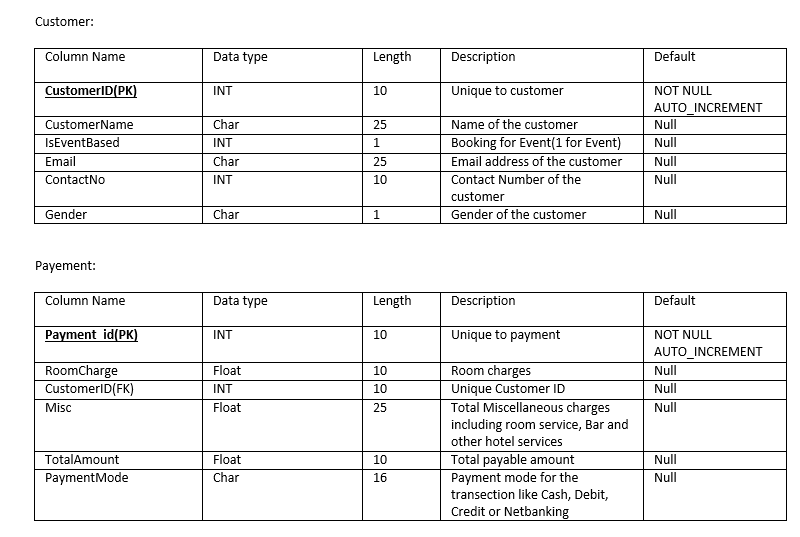 Customer:
Column Name Data type Length Description Default
CustomerID(PK) INT 10 Unique to customer NOT NULL
AUTO_INCREMENT
CustomerName Char 25 Name of the customer Null
IsEventBased INT 1 Booking for Event(1 for Event) Null
Email Char 25 Email address of the customer Null
ContactNo INT 10 Contact Number of the Null
customer
Gender Char 1 Gender of the customer Null
Payement:
Column Name Data type Length Description Default
Payment_id(PK) INT 10 Unique to payment NOT NULL
AUTO_INCREMENT
RoomCharge Float 10 Room charges Null
CustomerID(FK) INT 10 Unique Customer ID Null
Misc Float 25 Total Miscellaneous charges Null
including room service, Bar and
other hotel services
TotalAmount Float 10 Total payable amount Null
PaymentMode Char 16 Payment mode for the Null
transection like Cash, Debit,
Credit or Netbanking